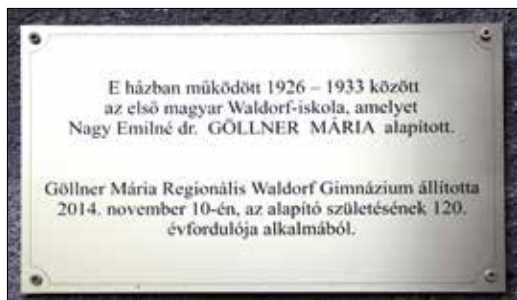 E házban működött 1926 – 1933 között
az első magyar Waldorf-iskola, amelyet
Nagy Emilné dr. GÖLLNER MÁRIA alapított.
Göllner Mária Regionális Waldorf Gimnázium állította
2014. november 10-én, az alapító születésének 120.
évfordulója alkalmából.